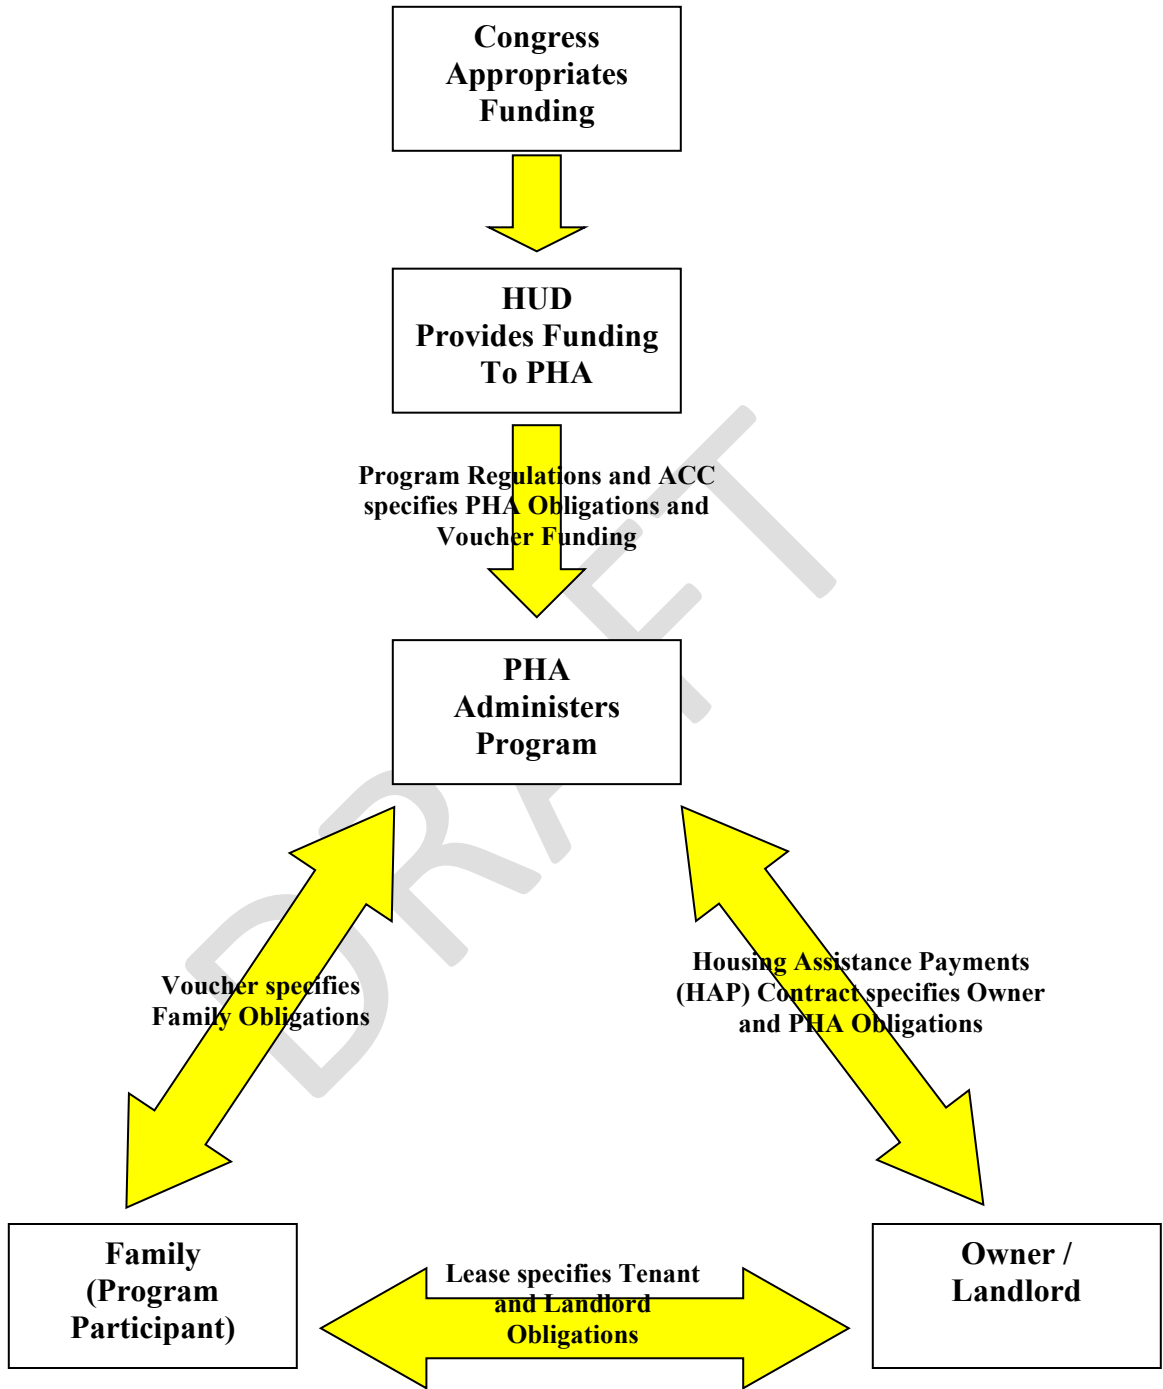 Congress
Appropriates
Funding
HUD
Provides Funding
To PHA
Program Regulations and ACC
specifies PHA Obligations and
Voucher Funding
PHA
Administers
Program
DRAFT
Voucher specifies
Family Obligations
Housing Assistance Payments
(HAP) Contract specifies Owner
and PHA Obligations
Family
(Program
Participant)
Lease specifies Tenant
and Landlord
Obligations
Owner /
Landlord